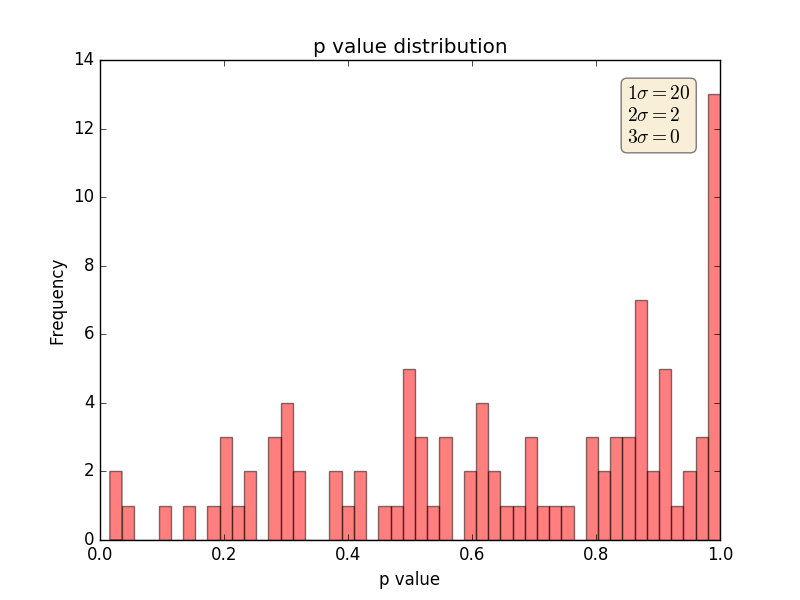 p value distribution
14
12
10
8
6
4
2
0
Frequency
1σ = 20
2σ = 2
3σ = 0
0.0 0.2 0.4 0.6 0.8 1.0
p value